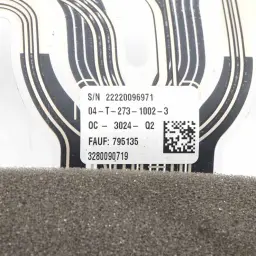 S/N 22220096971
04-T-273-1002-3
OC - 3024- Q2
FAUF: 795135
3280090719